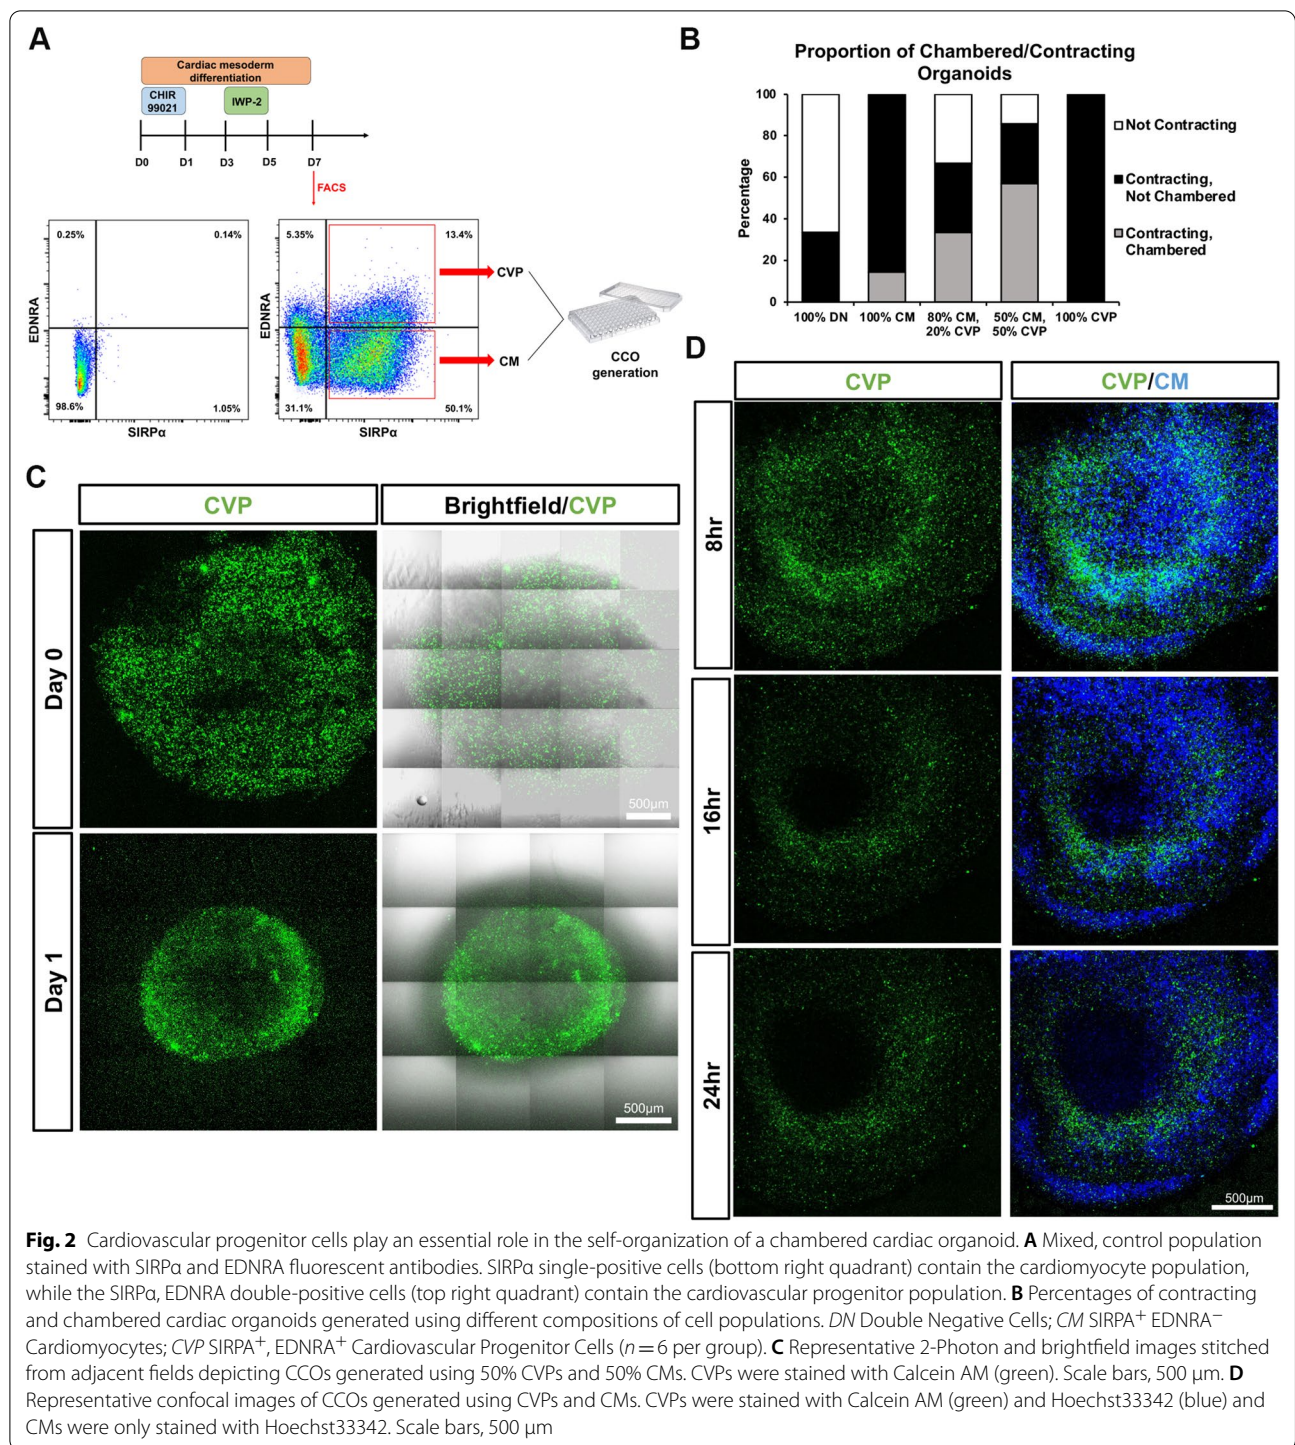 A
Cardiac mesoderm
differentiation
CHIR
99021
IWP-2
D0 D1 D3 D5 D7
FACS
0.25% 0.14%
EDNRA
98.6% 1.05%
SIRPα
5.35% 13.4%
EDNRA
31.1% 50.1%
SIRPα
CVP
CM
CCO
generation
B
Proportion of Chambered/Contracting
Organoids
Percentage
100
80
60
40
20
0
100% DN 100% CM 80% CM, 50% CM, 100% CVP
20% CVP 50% CVP
Not Contracting
Contracting,
Not Chambered
Contracting,
Chambered
C
CVP Brightfield/CVP
Day 0
500µm
Day 1
500µm
D
CVP CVP/CM
8hr
16hr
24hr
500µm
Fig. 2 Cardiovascular progenitor cells play an essential role in the self-organization of a chambered cardiac organoid. A Mixed, control population
stained with SIRPα and EDNRA fluorescent antibodies. SIRPα single-positive cells (bottom right quadrant) contain the cardiomyocyte population,
while the SIRPα, EDNRA double-positive cells (top right quadrant) contain the cardiovascular progenitor population. B Percentages of contracting
and chambered cardiac organoids generated using different compositions of cell populations. DN Double Negative Cells; CM SIRPA⁺ EDNRA⁻
Cardiomyocytes; CVP SIRPA⁺, EDNRA⁺ Cardiovascular Progenitor Cells (n = 6 per group). C Representative 2-Photon and brightfield images stitched
from adjacent fields depicting CCOs generated using 50% CVPs and 50% CMs. CVPs were stained with Calcein AM (green). Scale bars, 500 µm. D
Representative confocal images of CCOs generated using CVPs and CMs. CVPs were stained with Calcein AM (green) and Hoechst33342 (blue) and
CMs were only stained with Hoechst33342. Scale bars, 500 µm